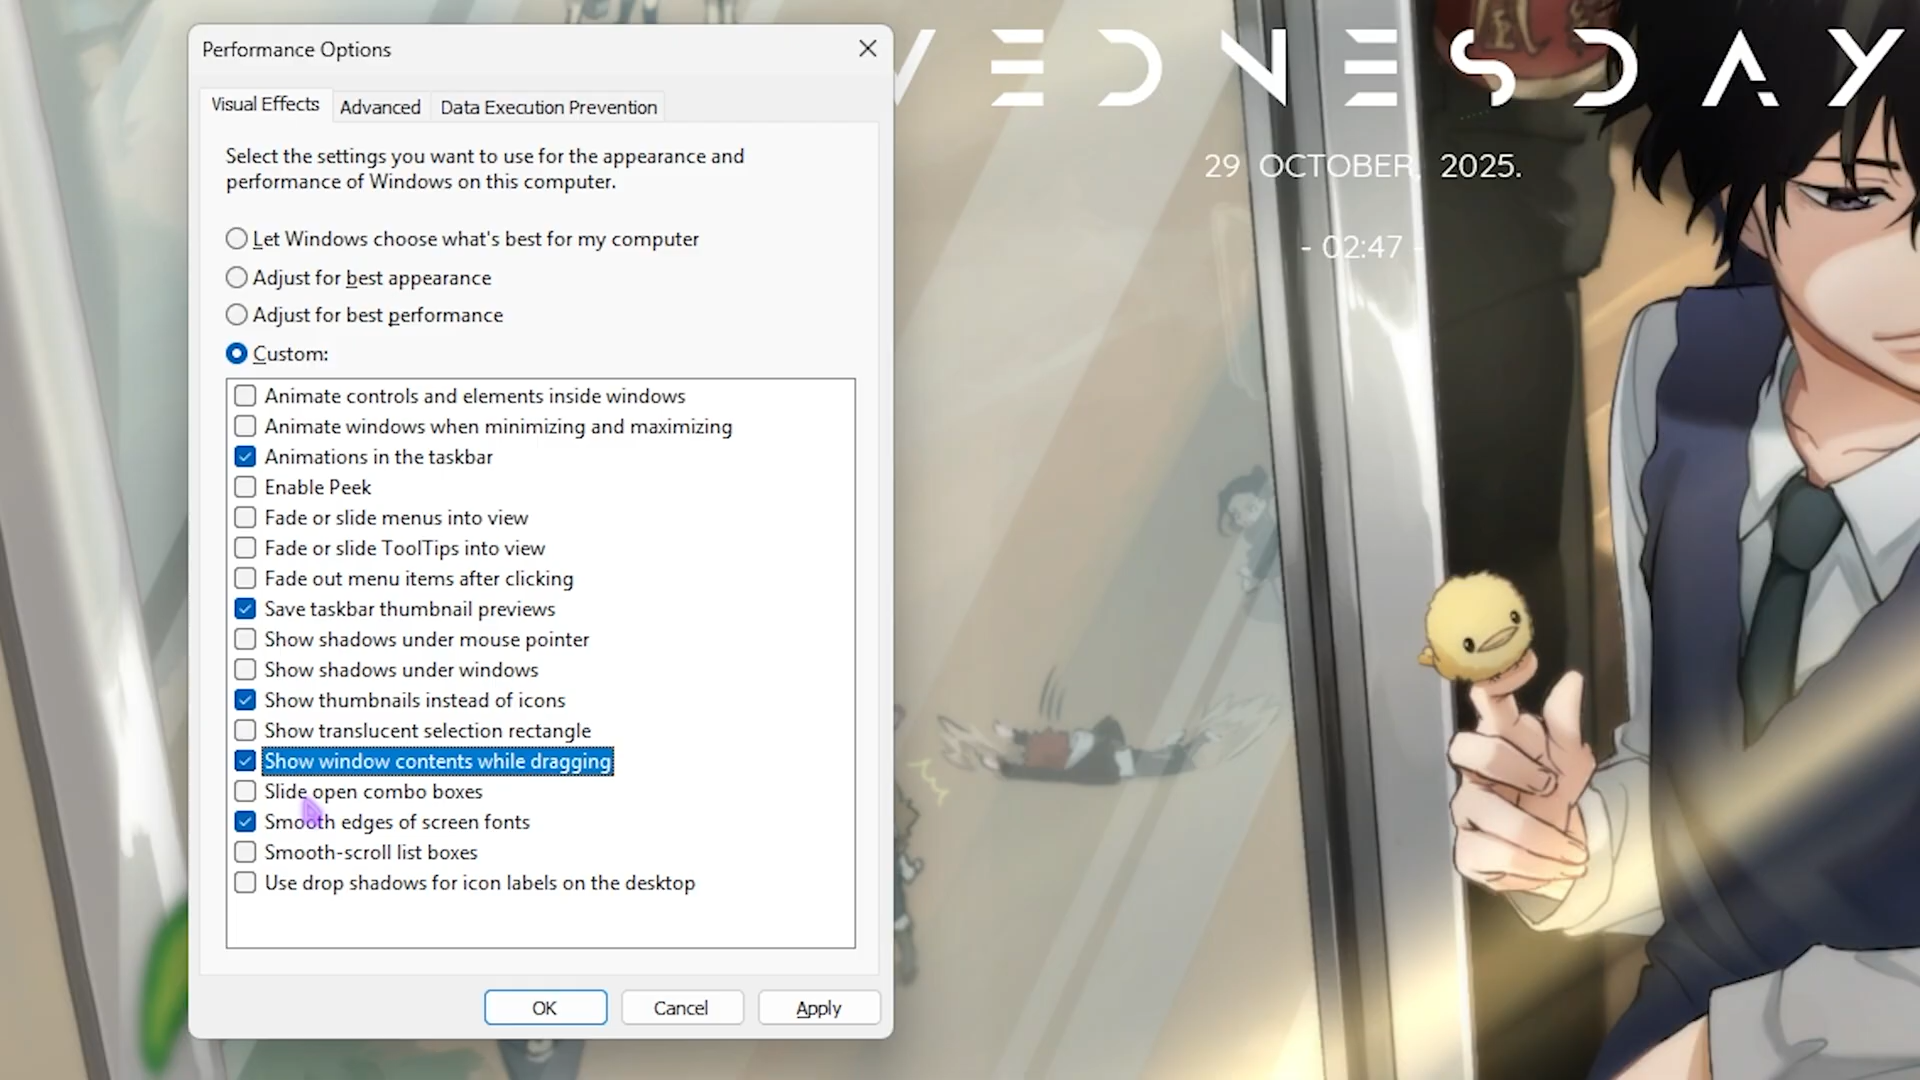 Performance Options
Visual Effects
Advanced
Data Execution Prevention
Select the settings you want to use for the appearance and
performance of Windows on this computer.
Let Windows choose what's best for my computer
Adjust for best appearance
Adjust for best performance
Custom:
Animate controls and elements inside windows
Animate windows when minimizing and maximizing
Animations in the taskbar
Enable Peek
Fade or slide menus into view
Fade or slide ToolTips into view
Fade out menu items after clicking
Save taskbar thumbnail previews
Show shadows under mouse pointer
Show shadows under windows
Show thumbnails instead of icons
Show translucent selection rectangle
Show window contents while dragging
Slide open combo boxes
Smooth edges of screen fonts
Smooth-scroll list boxes
Use drop shadows for icon labels on the desktop
OK
Cancel
Apply
WEDNESDAY
29 OCTOBER, 2025.
- 02:47 -